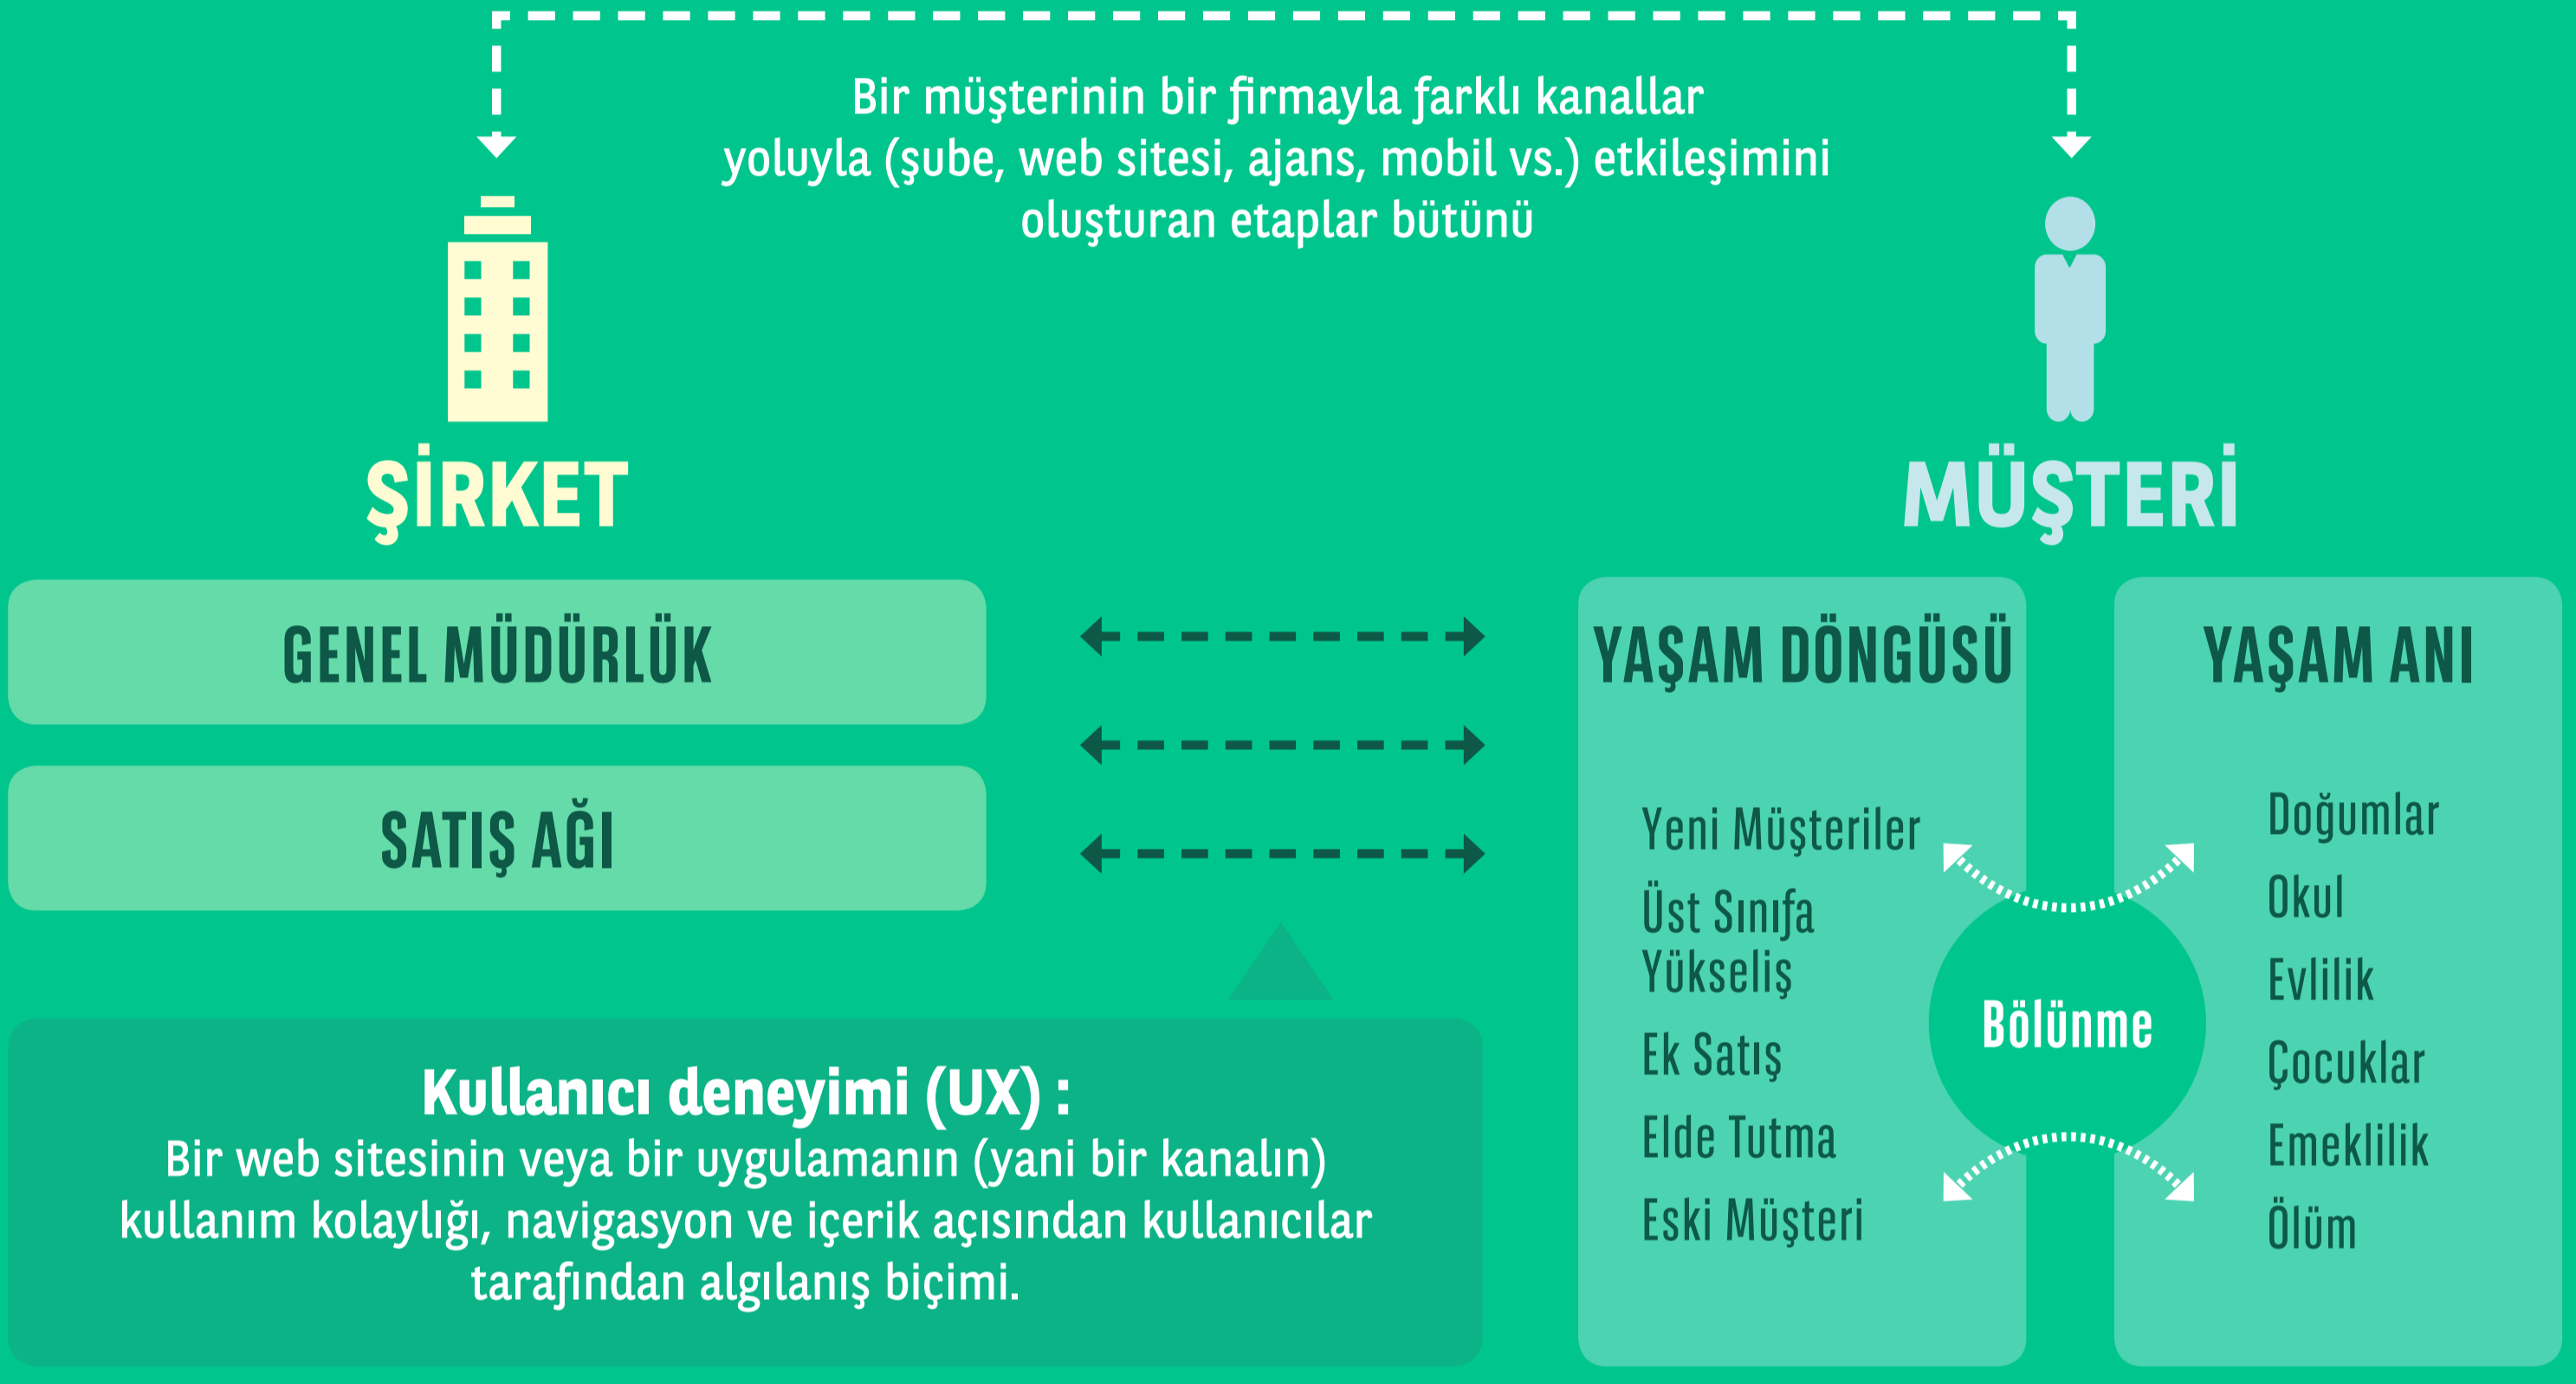 Bir müşterinin bir firmayla farklı kanallar
yoluyla (şube, web sitesi, ajans, mobil vs.) etkileşimini
oluşturan etaplar bütünü
ŞİRKET
MÜŞTERİ
GENEL MÜDÜRLÜK
SATIŞ AĞI
Kullanıcı deneyimi (UX) :
Bir web sitesinin veya bir uygulamanın (yani bir kanalın)
kullanım kolaylığı, navigasyon ve içerik açısından kullanıcılar
tarafından algılanış biçimi.
YAŞAM DÖNGÜSÜ
Yeni Müşteriler
Üst Sınıfa
Yükseliş
Ek Satış
Elde Tutma
Eski Müşteri
Bölünme
YAŞAM ANI
Doğumlar
Okul
Evlilik
Çocuklar
Emeklilik
Ölüm